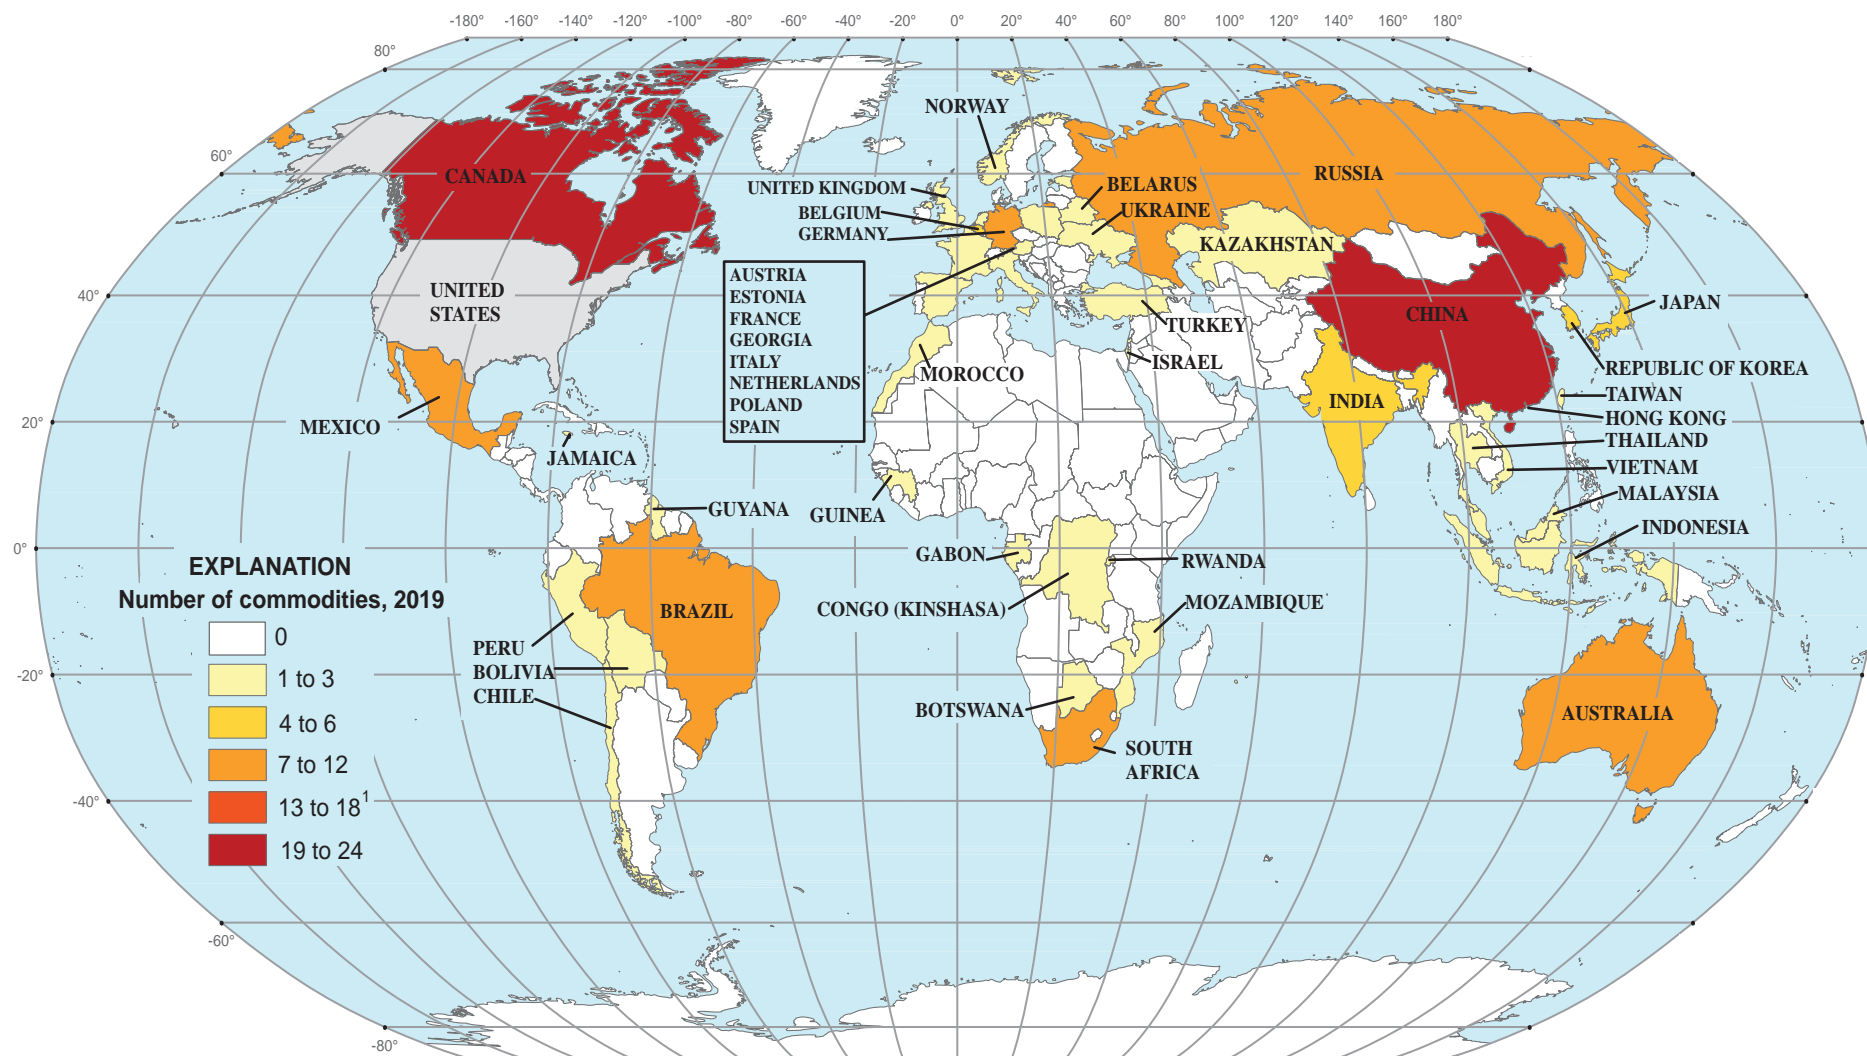 -180° -160° -140° -120° -100° -80° -60° -40° -20° 0° 20° 40° 60° 80° 100° 120° 140° 160° 180°
80°
NORWAY
60°
CANADA
RUSSIA
UNITED KINGDOM
BELARUS
BELGIUM
UKRAINE
GERMANY
KAZAKHSTAN
AUSTRIA
ESTONIA
FRANCE
GEORGIA
ITALY
NETHERLANDS
POLAND
SPAIN
UNITED
STATES
40°
CHINA
JAPAN
TURKEY
ISRAEL
REPUBLIC OF KOREA
MOROCCO
TAIWAN
INDIA
HONG KONG
20°
MEXICO
THAILAND
JAMAICA
VIETNAM
MALAYSIA
GUYANA
GUINEA
INDONESIA
0°
GABON
RWANDA
CONGO (KINSHASA)
MOZAMBIQUE
BRAZIL
PERU
BOLIVIA
CHILE
-20°
BOTSWANA
AUSTRALIA
SOUTH
AFRICA
-40°
-60°
-80°
EXPLANATION
Number of commodities, 2019
0
1 to 3
4 to 6
7 to 12
13 to 18¹
19 to 24